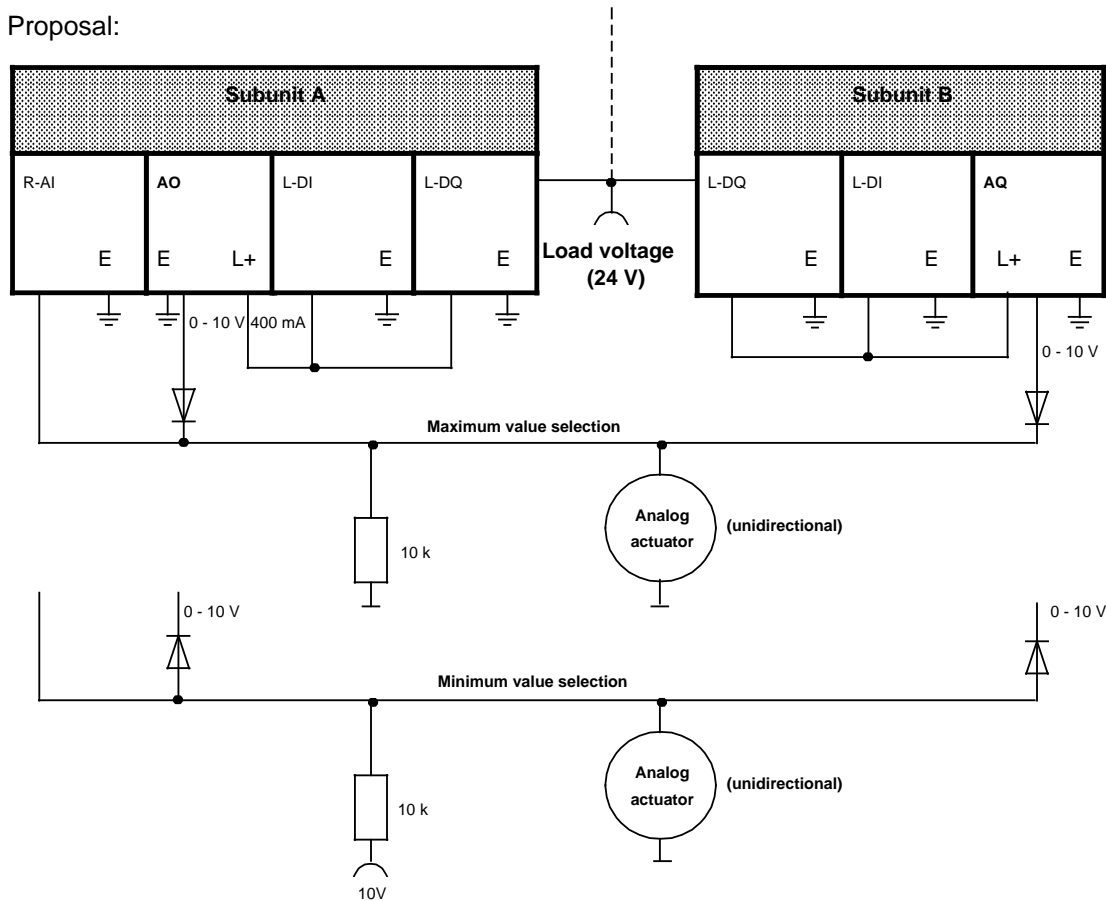 Proposal:
Subunit A
Subunit B
R-AI
AO
L-DI
L-DQ
L-DQ
L-DI
AQ
E
E
L+
E
E
Load voltage
(24 V)
E
E
L+
E
0 - 10 V 400 mA
0 - 10 V
Maximum value selection
Analog
actuator
(unidirectional)
10 k
0 - 10 V
0 - 10 V
Minimum value selection
Analog
actuator
(unidirectional)
10 k
10V